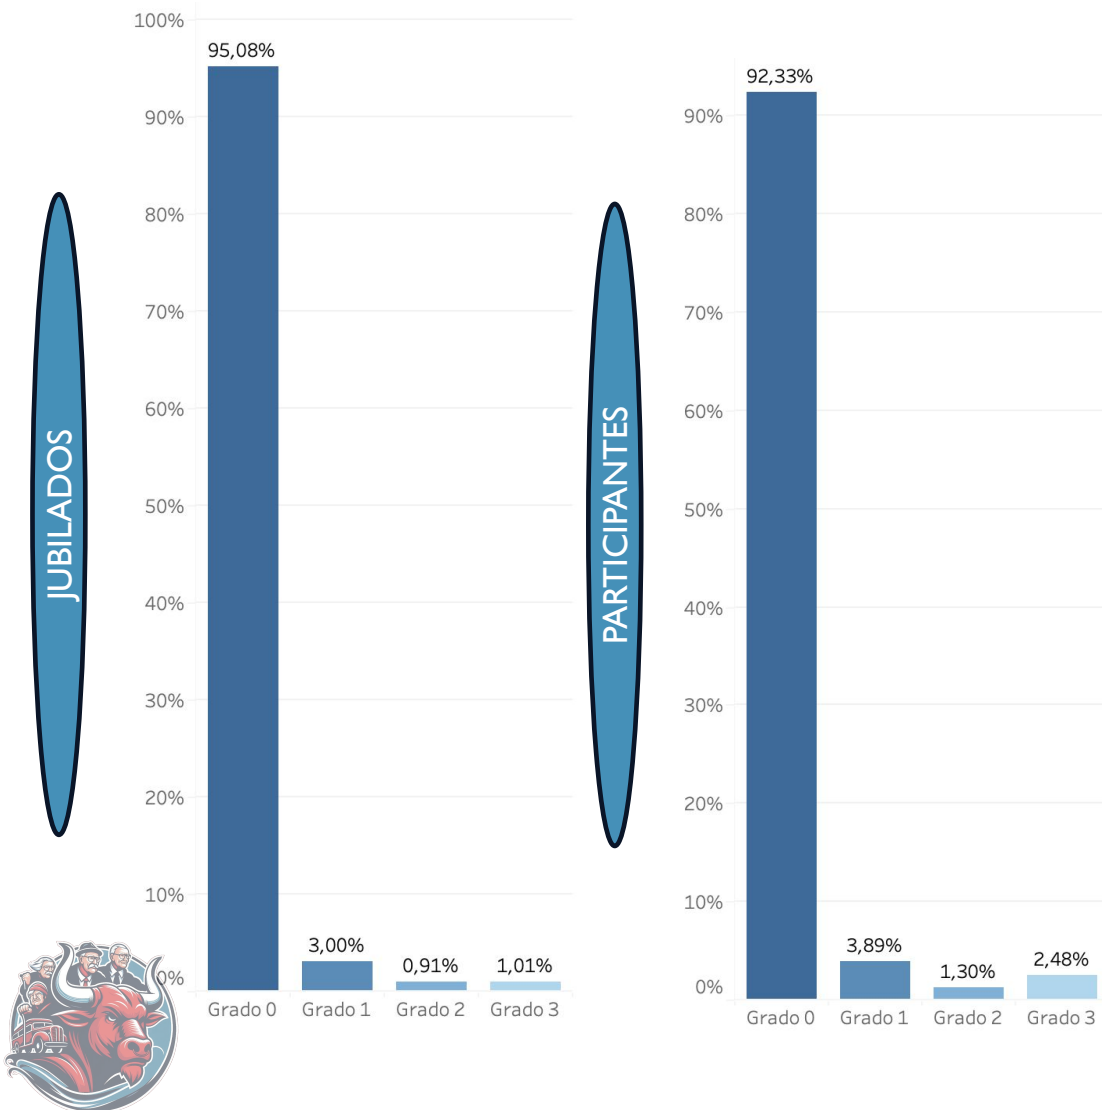 JUBILADOS
100%
90%
80%
70%
60%
50%
40%
30%
20%
10%
0%
95,08%
3,00%
0,91%
1,01%
Grado 0
Grado 1
Grado 2
Grado 3
PARTICIPANTES
90%
80%
70%
60%
50%
40%
30%
20%
10%
0%
92,33%
3,89%
1,30%
2,48%
Grado 0
Grado 1
Grado 2
Grado 3